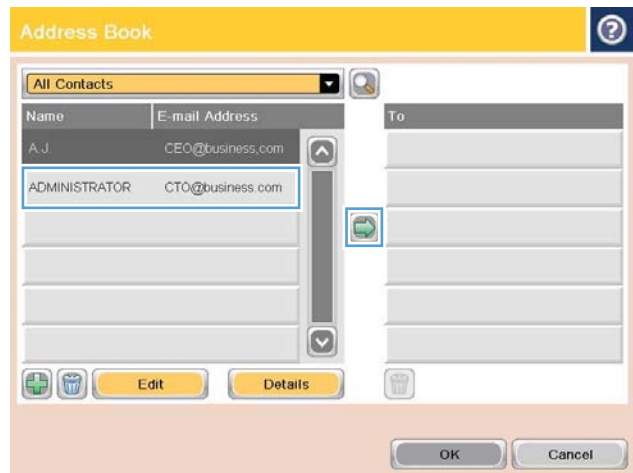 Address Book
?
All Contacts
Name E-mail Address To
A.J. CEO@business.com
ADMINISTRATOR CTO@business.com
Edit Details
OK Cancel